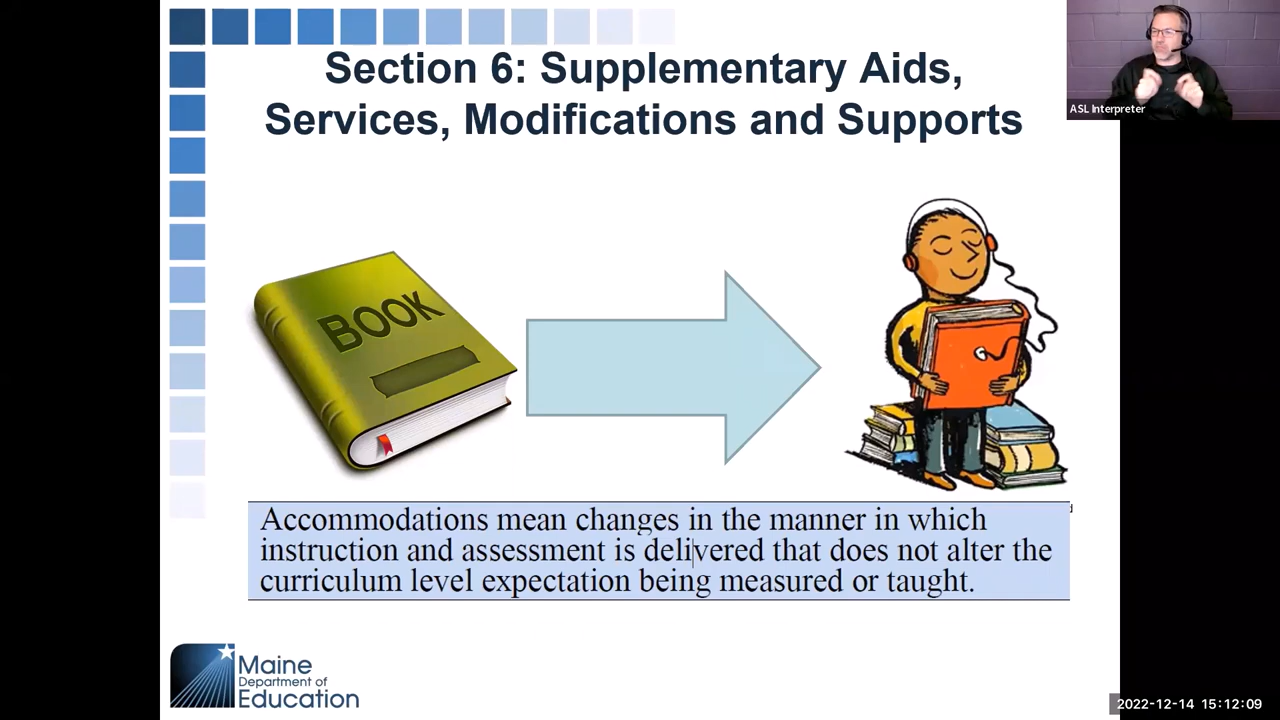 Section 6: Supplementary Aids,
Services, Modifications and Supports
ASL Interpreter
BOOK
d
Accommodations mean changes in the manner in which
instruction and assessment is delivered that does not alter the
curriculum level expectation being measured or taught.
Maine
Department of
Education
2022-12-14 15:12:09